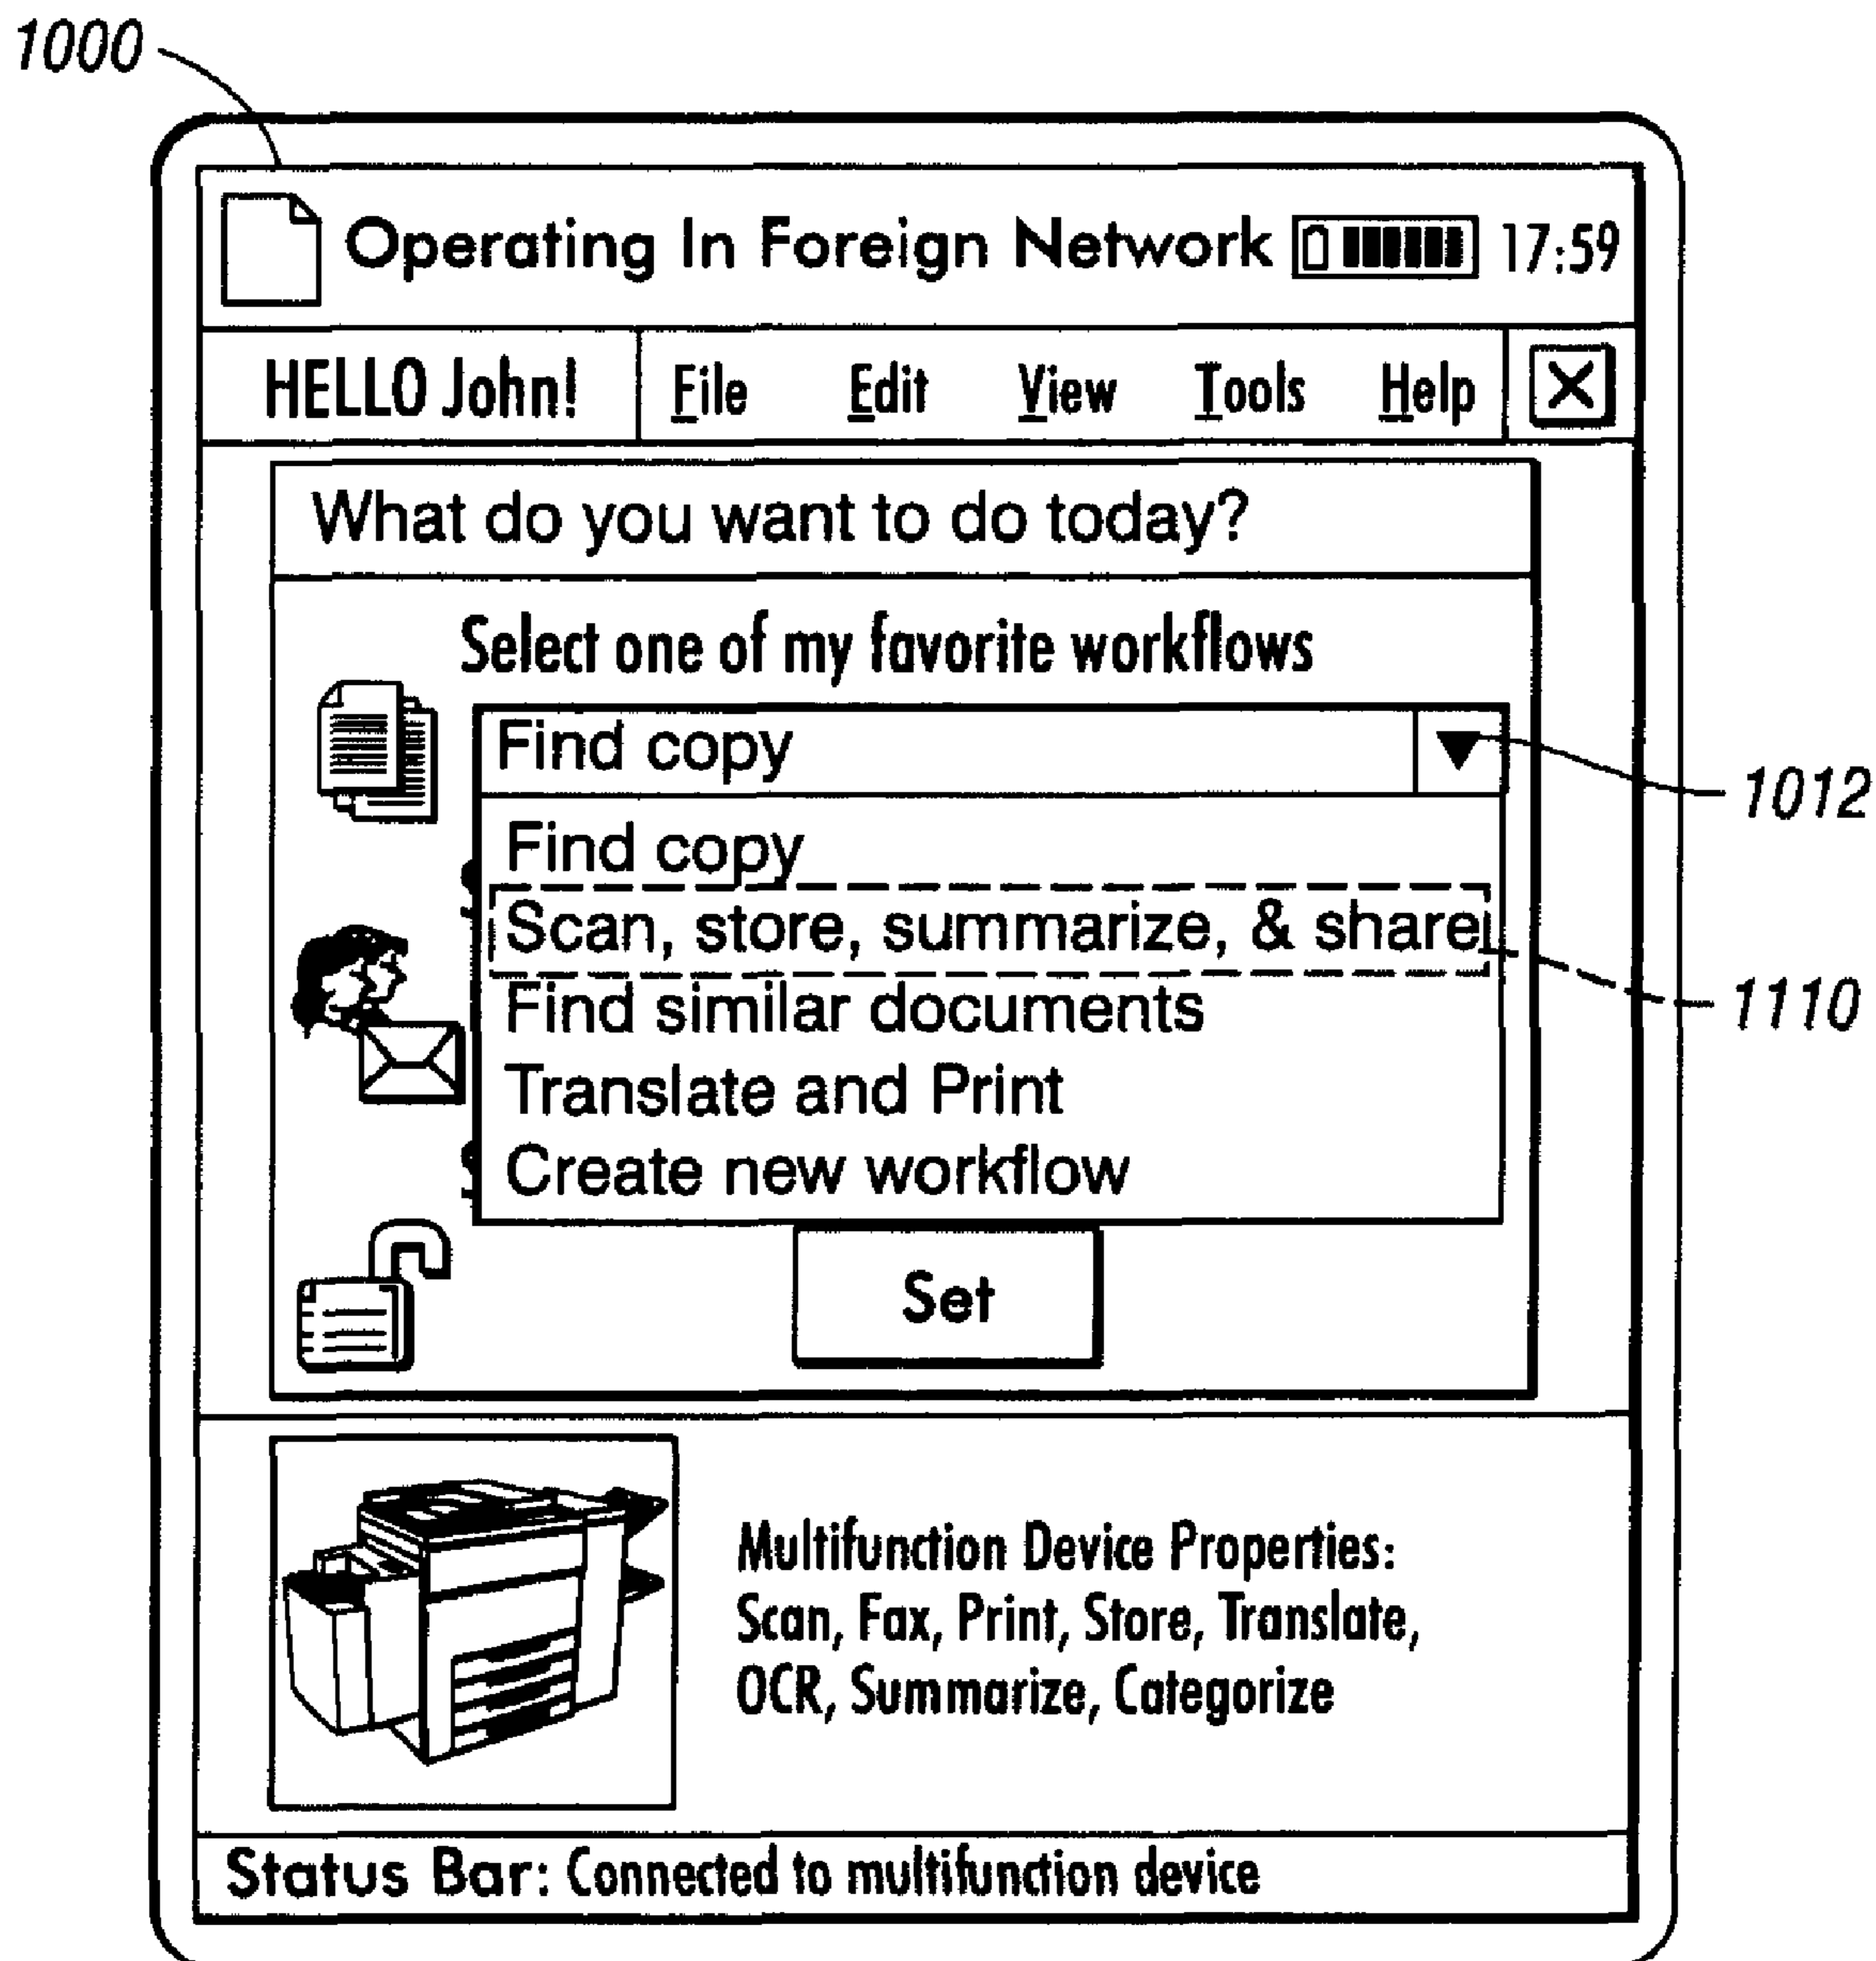 1000
Operating In Foreign Network 17:59
HELLO John! File Edit View Tools Help
What do you want to do today?
Select one of my favorite workflows
Find copy
1012
Find copy
Scan, store, summarize, & share
1110
Find similar documents
Translate and Print
Create new workflow
Set
Multifunction Device Properties:
Scan, Fax, Print, Store, Translate,
OCR, Summarize, Categorize
Status Bar: Connected to multifunction device